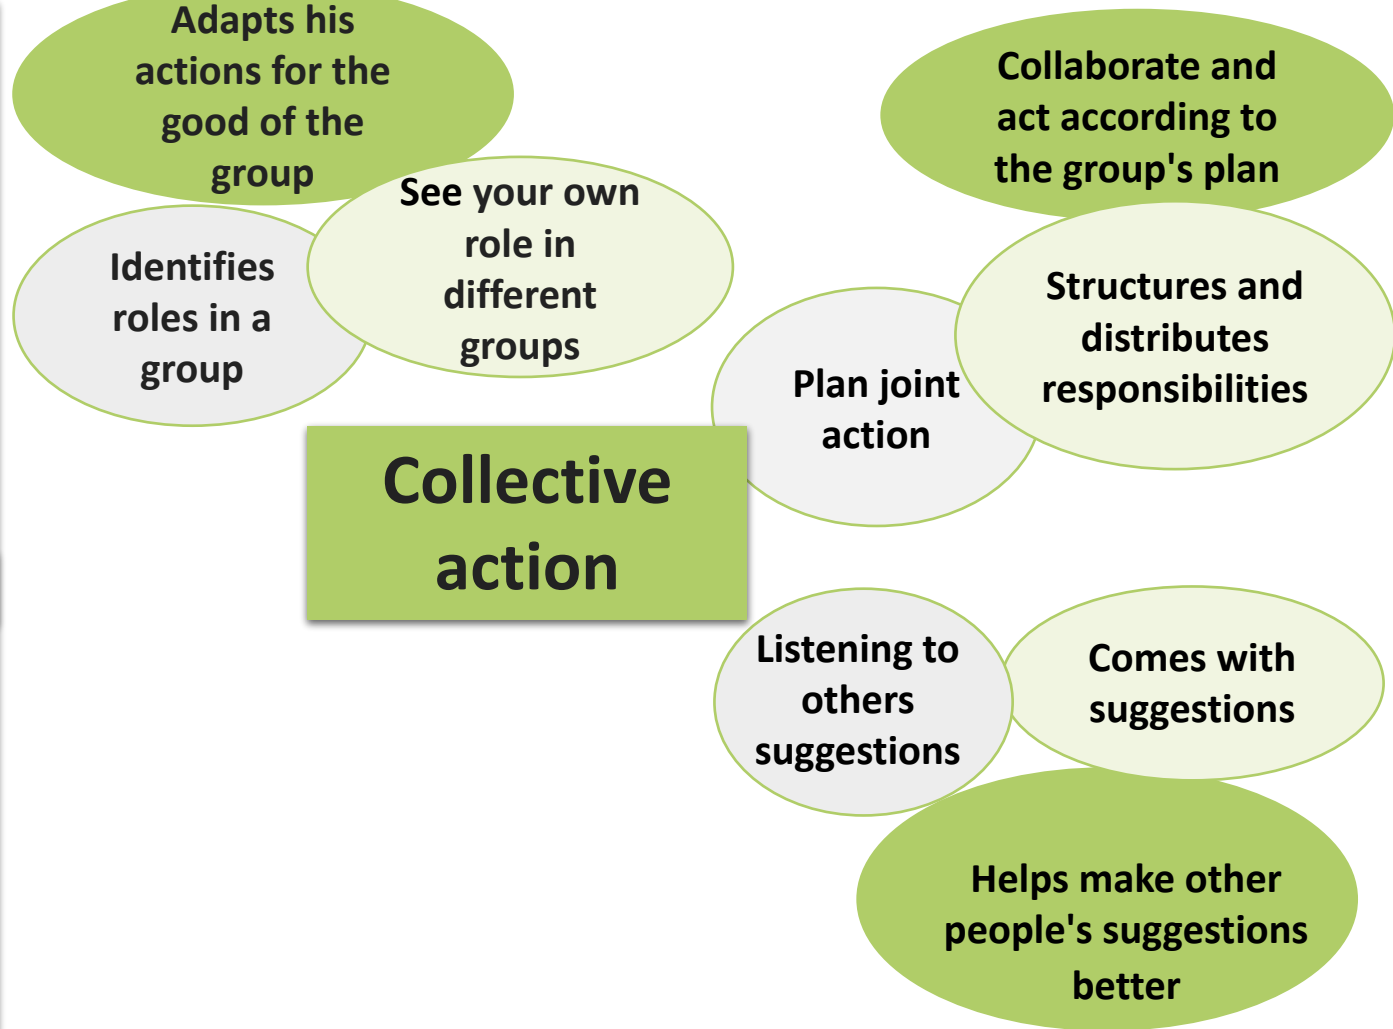 Adapts his
actions for the
good of the
group
See your own
role in
different
groups
Identifies
roles in a
group
Collaborate and
act according to
the group's plan
Structures and
distributes
responsibilities
Plan joint
action
Collective
action
Listening to
others
suggestions
Comes with
suggestions
Helps make other
people's suggestions
better